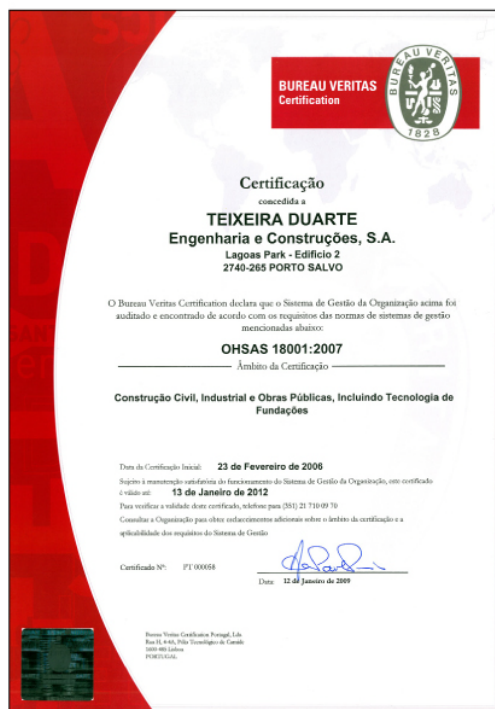 BUREAU VERITAS
Certification
BUREAU VERITAS
1828
Certificação
concedida a
TEIXEIRA DUARTE
Engenharia e Construções, S.A.
Lagoas Park - Edifício 2
2740-265 PORTO SALVO
O Bureau Veritas Certification declara que o Sistema de Gestão da Organização acima foi
auditado e encontrado de acordo com os requisitos das normas de sistemas de gestão
mencionadas abaixo:
OHSAS 18001:2007
Âmbito da Certificação
Construção Civil, Industrial e Obras Públicas, Incluindo Tecnologia de
Fundações
Data da Certificação Inicial: 23 de Fevereiro de 2006
Sujeito à manutenção satisfatória do funcionamento do Sistema de Gestão da Organização, este certificado
é válido até: 13 de Janeiro de 2012
Para verificar a validade deste certificado, telefone para (351) 21 710 09 70
Consultar a Organização para obter esclarecimentos adicionais sobre o âmbito da certificação e a
aplicabilidade dos requisitos do Sistema de Gestão
Certificado Nº: PT 000058
Data: 12 de Janeiro de 2009
Bureau Veritas Certification Portugal, Lda
Pólo Tecnológico de Carnide
Lisboa
PORTUGAL